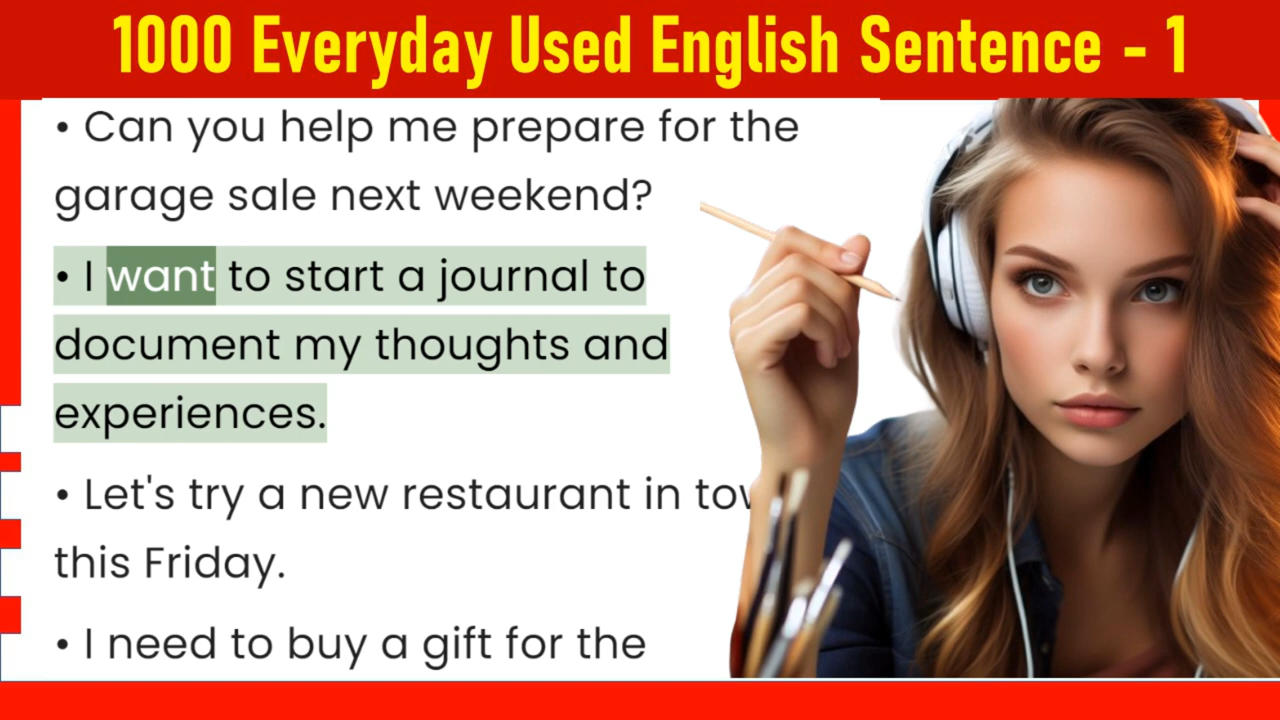 1000 Everyday Used English Sentence - 1
• Can you help me prepare for the
garage sale next weekend?
• I want to start a journal to
document my thoughts and
experiences.
• Let's try a new restaurant in
this Friday.
• I need to buy a gift for the